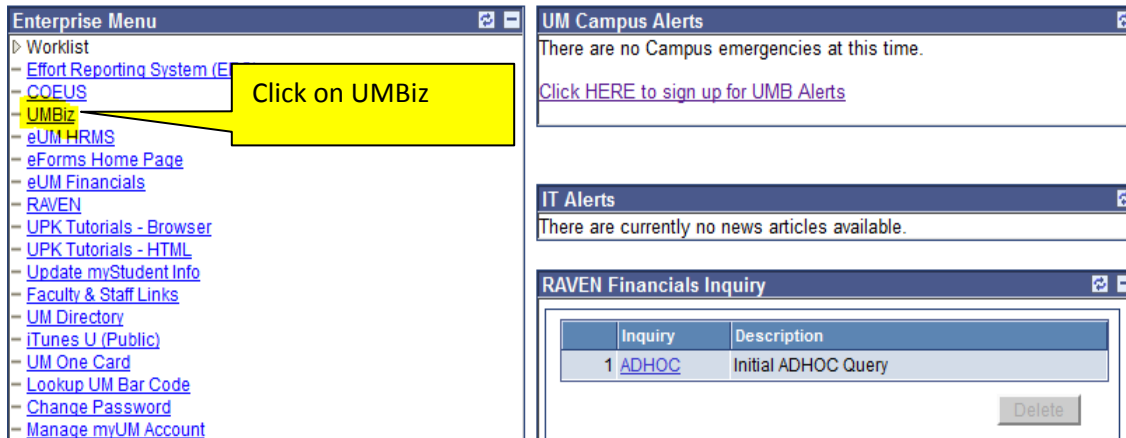 Enterprise Menu
Worklist
Effort Reporting System
COEUS
UMBiz
eUM HRMS
eForms Home Page
eUM Financials
RAVEN
UPK Tutorials - Browser
UPK Tutorials - HTML
Update myStudent Info
Faculty & Staff Links
UM Directory
iTunes U (Public)
UM One Card
Lookup UM Bar Code
Change Password
Manage myUM Account
Click on UMBiz
UM Campus Alerts
There are no Campus emergencies at this time.
Click HERE to sign up for UMB Alerts
IT Alerts
There are currently no news articles available.
RAVEN Financials Inquiry
Inquiry Description
1 ADHOC Initial ADHOC Query
Delete